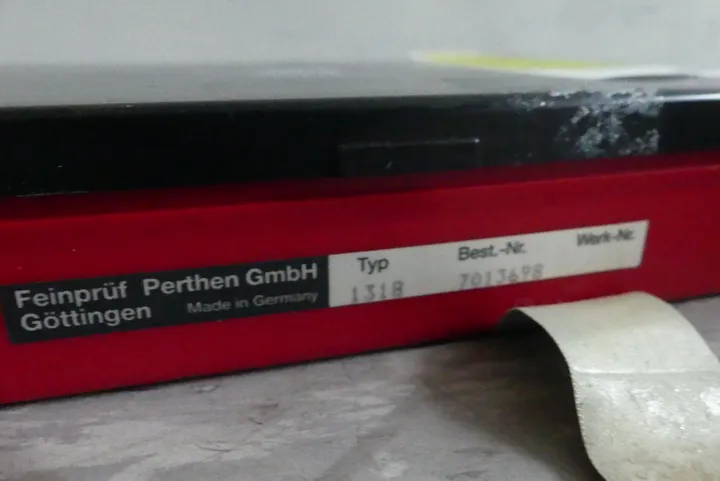 Feinprüf Perthen GmbH
Göttingen Made in Germany
Typ Best.-Nr. Werk-Nr.
1318 7013698